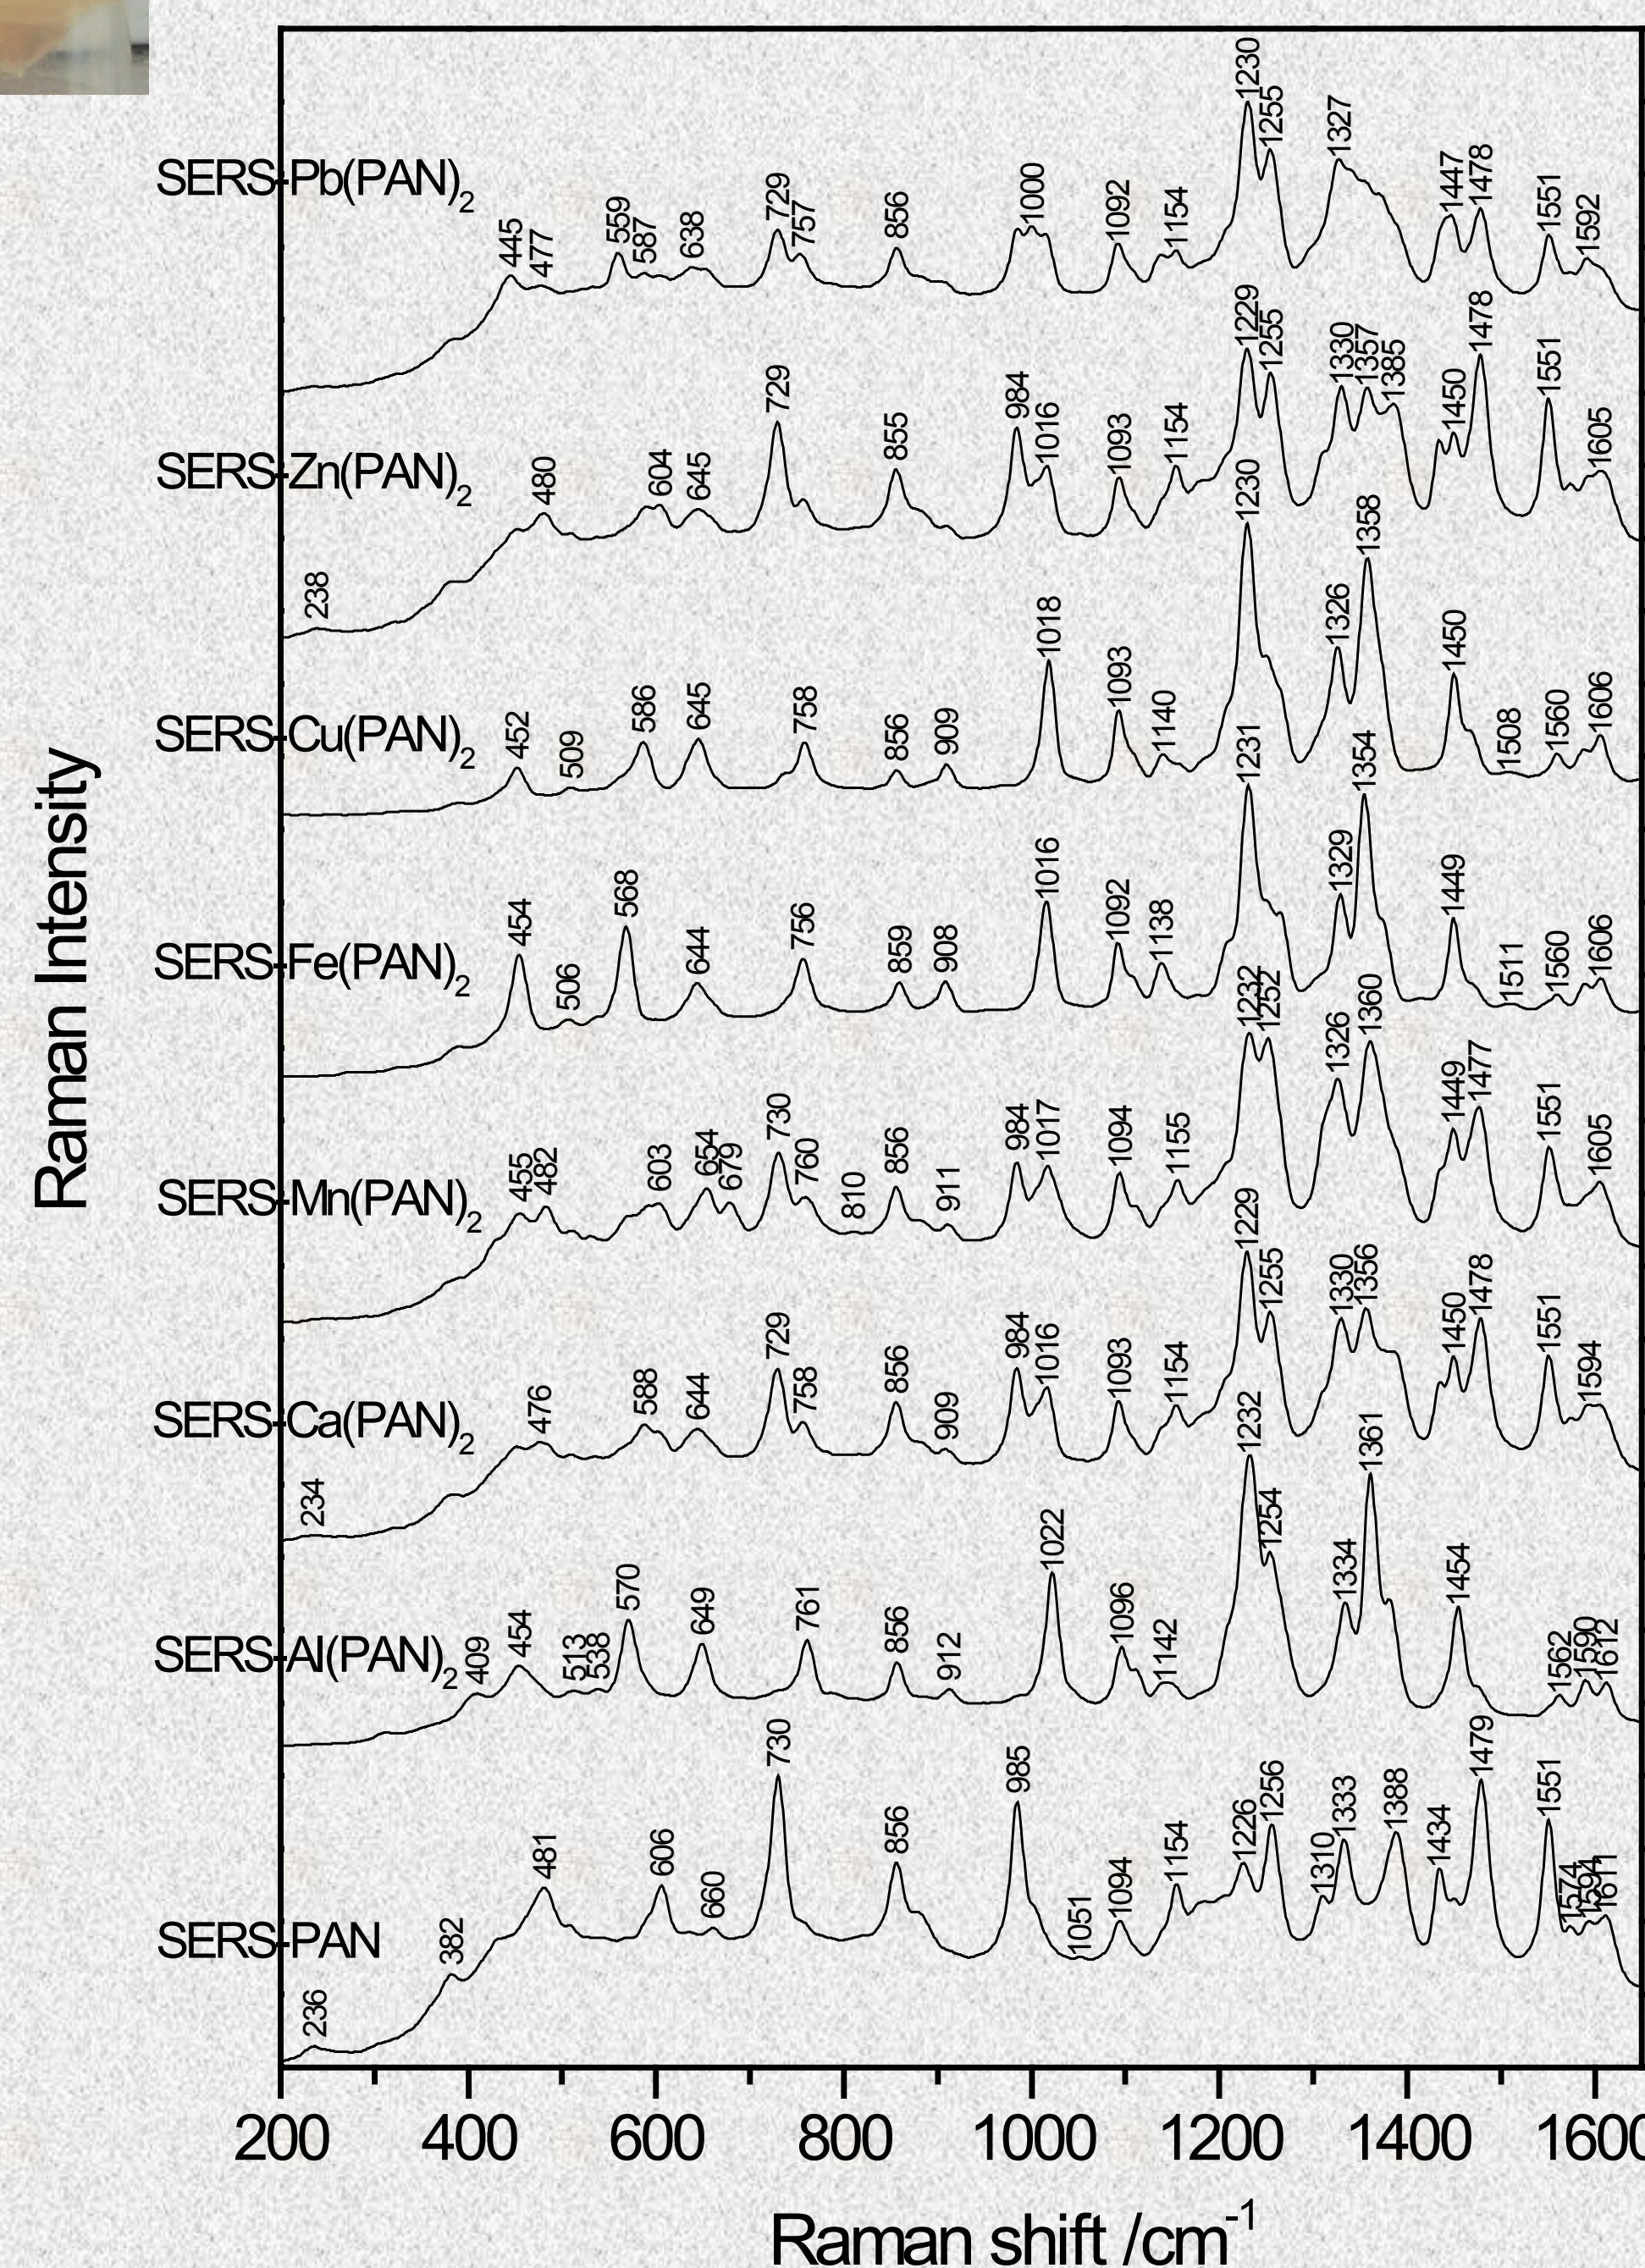 Raman Intensity
SERS-Pb(PAN)2
445 477 559 587 638 729 757 856 1000 1092 1154 1230 1255 1327 1447 1478 1551 1592
SERS-Zn(PAN)2
238 480 604 645 729 855 984 1016 1093 1154 1229 1255 1330 1357 1385 1450 1478 1551 1605
SERS-Cu(PAN)2
452 509 586 645 758 856 909 1018 1093 1140 1230 1326 1358 1450 1508 1560 1606
SERS-Fe(PAN)2
454 506 568 644 756 859 908 1016 1092 1138 1231 1329 1354 1449 1511 1560 1606
SERS-Mn(PAN)2
455 482 603 654 679 730 760 810 856 911 984 1017 1094 1155 1232 1252 1326 1360 1449 1477 1551 1605
SERS-Ca(PAN)2
234 476 588 644 729 758 856 909 984 1016 1093 1154 1229 1255 1330 1356 1450 1478 1551 1594
SERS-Al(PAN)2
409 454 513 538 570 649 761 856 912 1022 1096 1142 1232 1254 1334 1361 1454 1562 1590 1612
SERS-PAN
236 382 481 606 660 730 856 985 1051 1094 1154 1226 1256 1310 1333 1388 1434 1479 1551 1574 1594 1611
200 400 600 800 1000 1200 1400 1600
Raman shift /cm-1